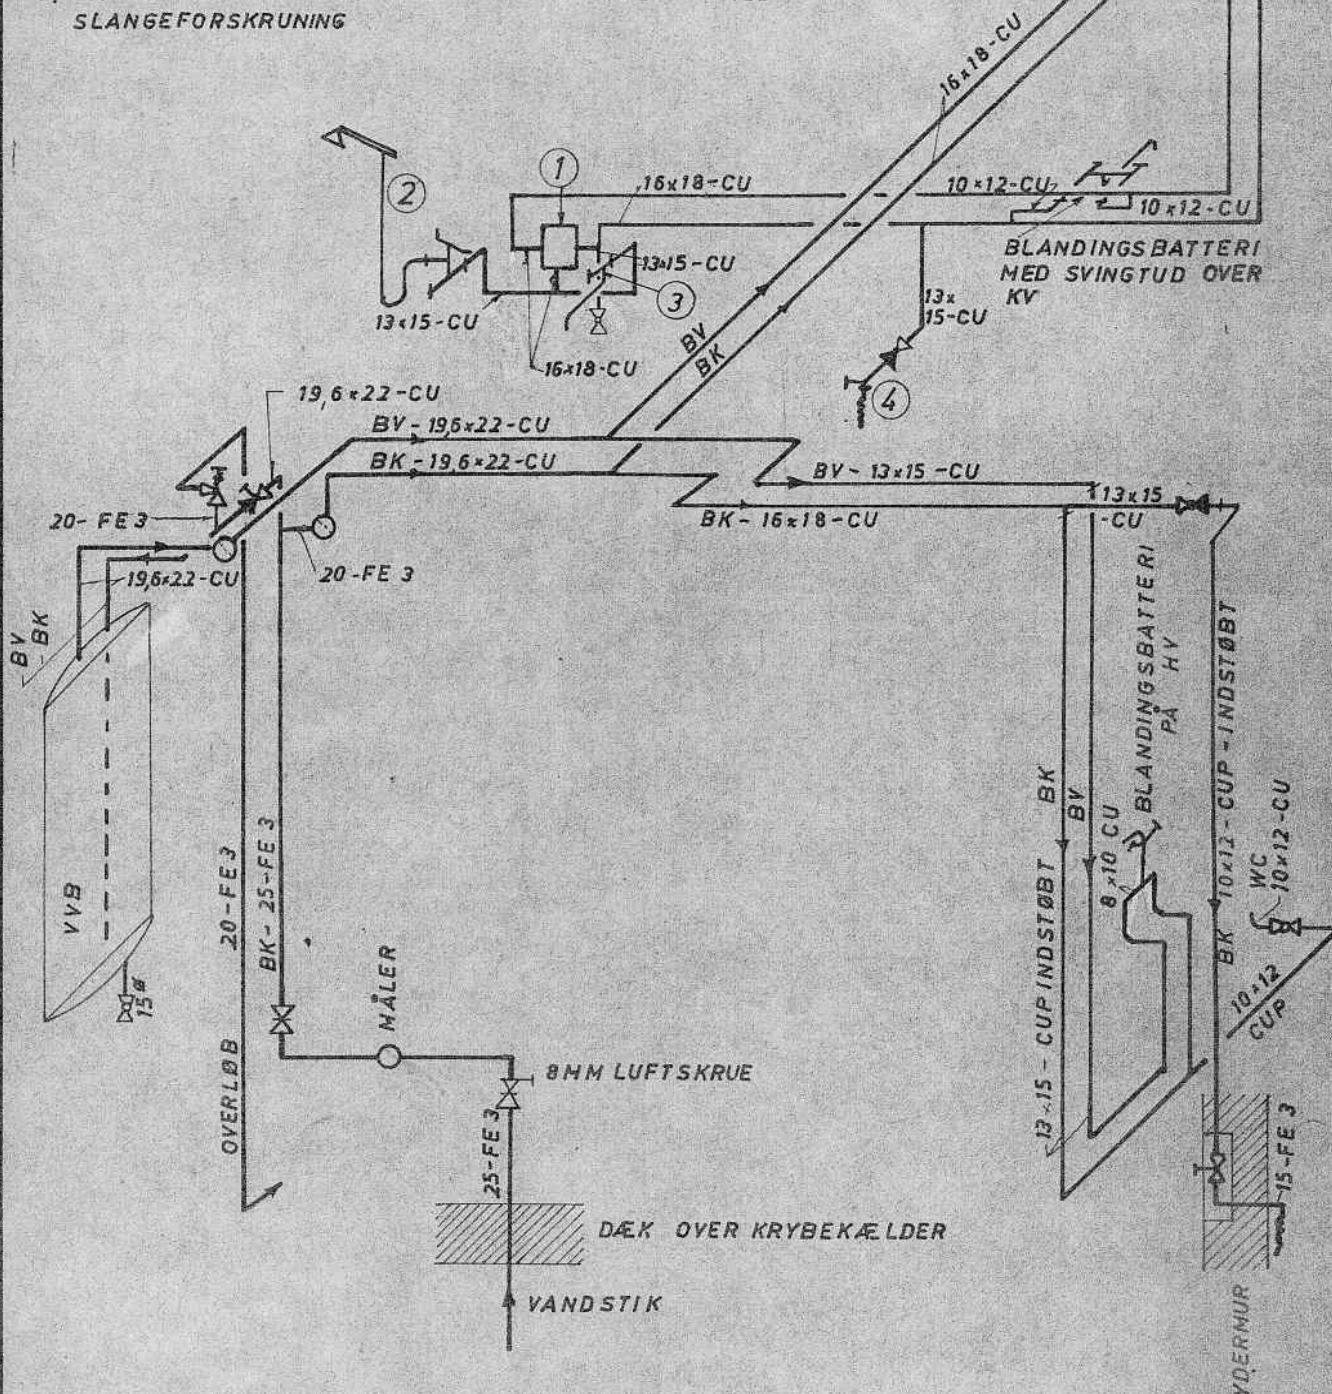 SLANGEFORSKRUNING
16x18-CU
2
1
16x18-CU
10x12-CU
10x12-CU
BLANDINGSBATTERI
MED SVINGTUD OVER
KV
13x15-CU
3
13x15-CU
16x18-CU
13x
15-CU
4
BV
BK
19,6x22-CU
BV-19,6x22-CU
BK-19,6x22-CU
BV-13x15-CU
BK-16x18-CU
13x15
-CU
20-FE3
20-FE 3
19,6x22-CU
BV
-BK
VVB
15ø
20-FE3
OVERLØB
BK-25-FE 3
MÅLER
8MM LUFTSKRUE
25-FE 3
DÆK OVER KRYBEKÆLDER
VANDSTIK
BK
13x15-CUP INDSTØBT
BV
8x10 CU
BLANDINGSBATTERI
PÅ HV
BK 10x12-CUP-INDSTØBT
WC
10x12-CU
10x12
CUP
15-FE 3
YDERMUR